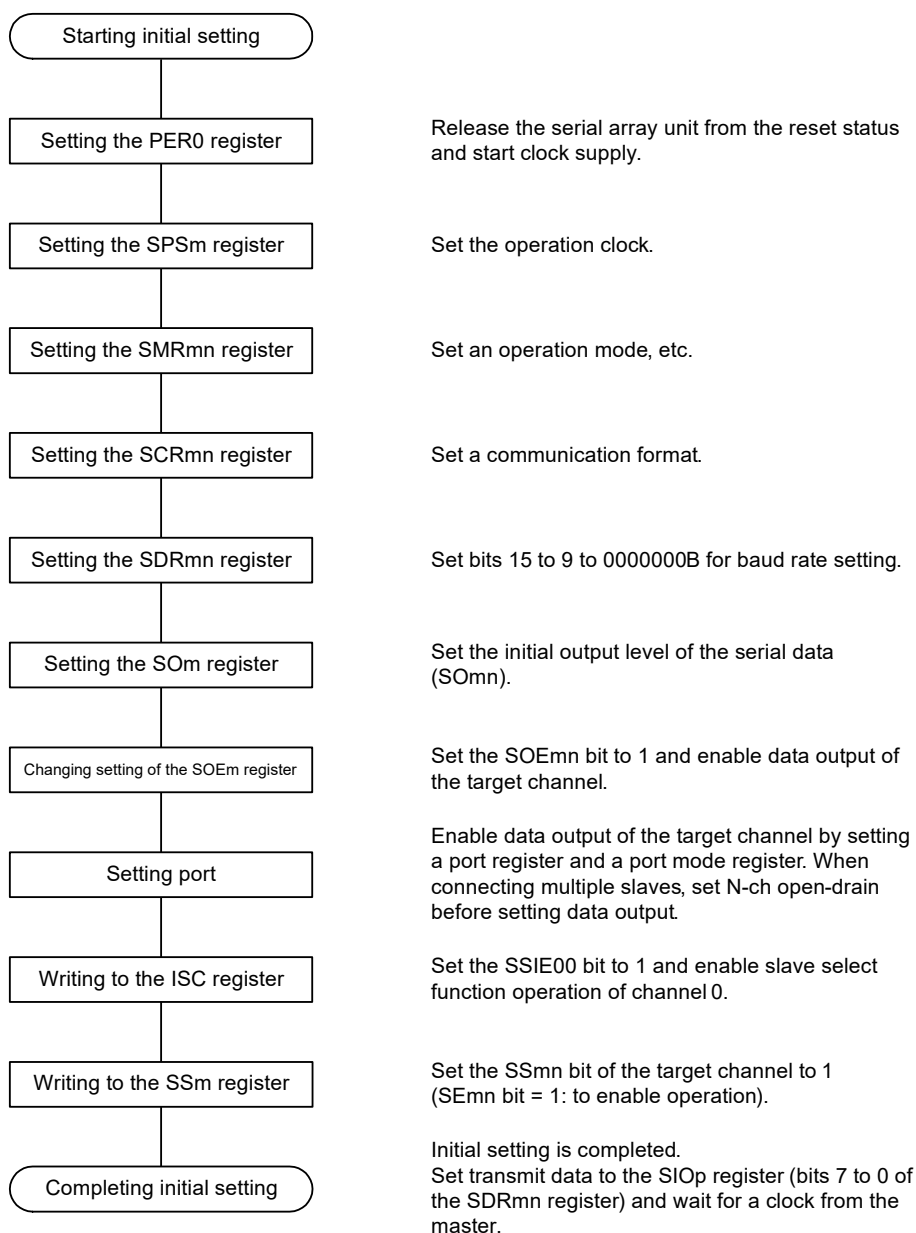 Starting initial setting
Setting the PER0 register
Release the serial array unit from the reset status
and start clock supply.
Setting the SPSm register
Set the operation clock.
Setting the SMRmn register
Set an operation mode, etc.
Setting the SCRmn register
Set a communication format.
Setting the SDRmn register
Set bits 15 to 9 to 0000000B for baud rate setting.
Setting the SOm register
Set the initial output level of the serial data
(SOmn).
Changing setting of the SOEm register
Set the SOEmn bit to 1 and enable data output of
the target channel.
Setting port
Enable data output of the target channel by setting
a port register and a port mode register. When
connecting multiple slaves, set N-ch open-drain
before setting data output.
Writing to the ISC register
Set the SSIE00 bit to 1 and enable slave select
function operation of channel 0.
Writing to the SSm register
Set the SSmn bit of the target channel to 1
(SEmn bit = 1: to enable operation).
Completing initial setting
Initial setting is completed.
Set transmit data to the SIOp register (bits 7 to 0 of
the SDRmn register) and wait for a clock from the
master.